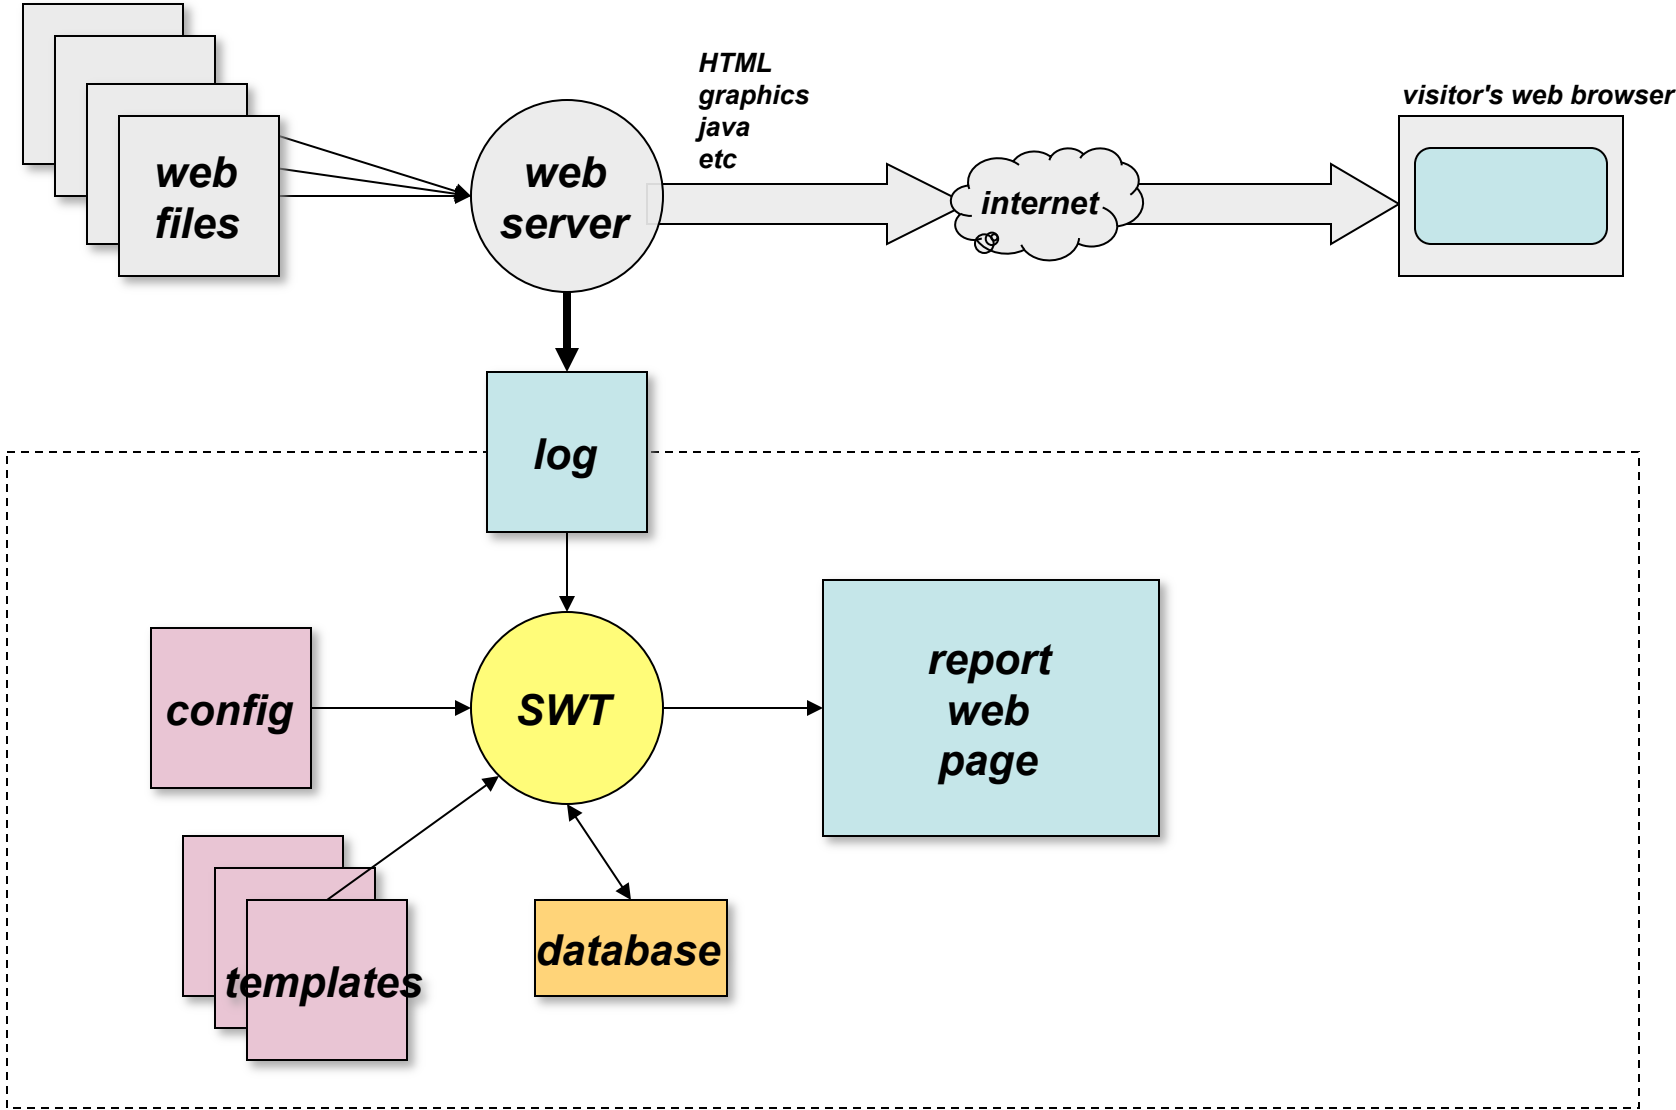 HTML
graphics
java
etc
visitor's web browser
web
files
web
server
internet
log
config
SWT
report
web
page
templates
database